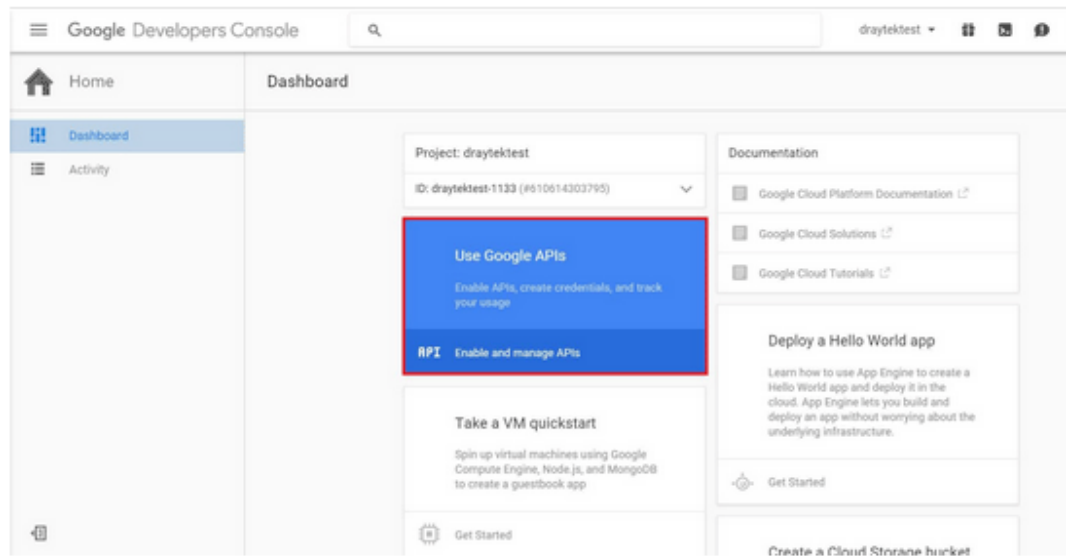 Google Developers Console
draytektest
Home
Dashboard
Dashboard
Activity
Project: draytektest
ID: draytektest-1133 (#610614303795)
Use Google APIs
Enable APIs, create credentials, and track
your usage
API Enable and manage APIs
Take a VM quickstart
Spin up virtual machines using Google
Compute Engine, Node.js, and MongoDB
to create a guestbook app
Get Started
Documentation
Google Cloud Platform Documentation
Google Cloud Solutions
Google Cloud Tutorials
Deploy a Hello World app
Learn how to use App Engine to create a
Hello World app and deploy it in the
cloud. App Engine lets you build and
deploy an app without worrying about the
underlying infrastructure.
Get Started
Create a Cloud Storage bucket